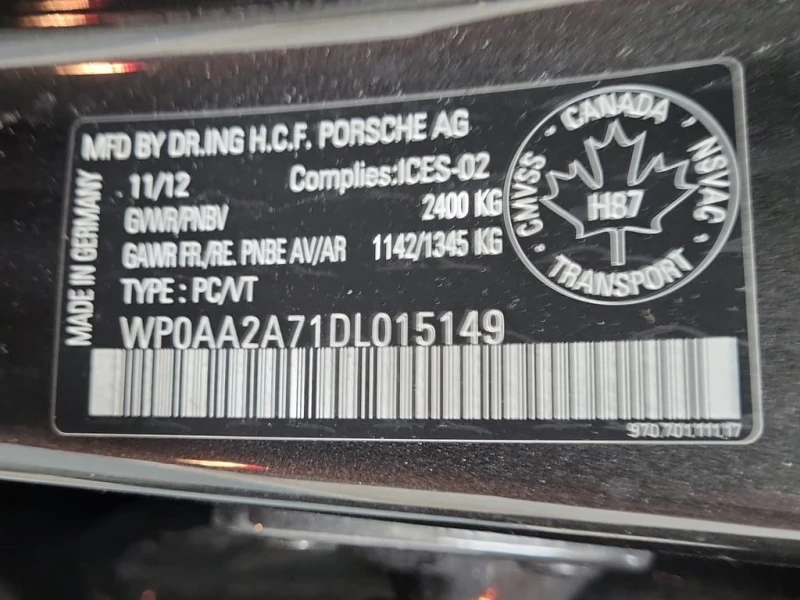 MFD BY DR.ING H.C.F. PORSCHE AG
11/12 Complies:ICES-02
GVWR/PNBV 2400 KG
GAWR FR./RE. PNBE AV/AR 1142/1345 KG
TYPE : PC/VT
WP0AA2A71DL015149
MADE IN GERMANY
CANADA
CMVSS
NSVAC
H87
TRANSPORT
970.701.111.17